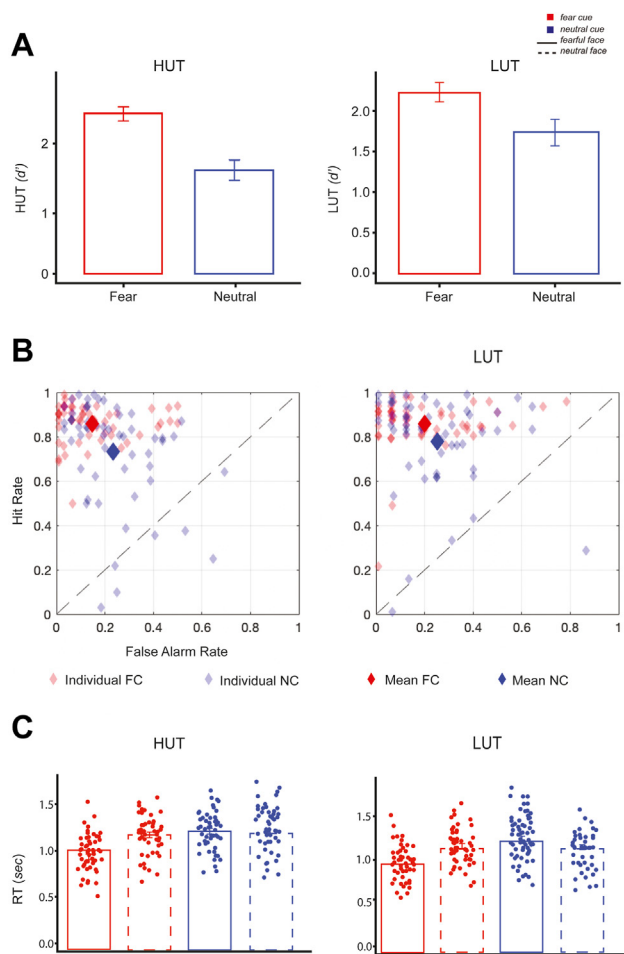 fear cue
neutral cue
fearful face
neutral face
A
HUT
LUT
HUT (d')
2
1
0
Fear
Neutral
LUT (d')
2.0
1.5
1.0
0.5
0.0
Fear
Neutral
B
LUT
Hit Rate
1
0.8
0.6
0.4
0.2
0
0
0.2
0.4
0.6
0.8
1
False Alarm Rate
1
0.8
0.6
0.4
0.2
0
0
0.2
0.4
0.6
0.8
1
Individual FC
Individual NC
Mean FC
Mean NC
C
HUT
LUT
RT (sec)
1.5
1.0
0.0
1.5
1.0
0.5
0.0